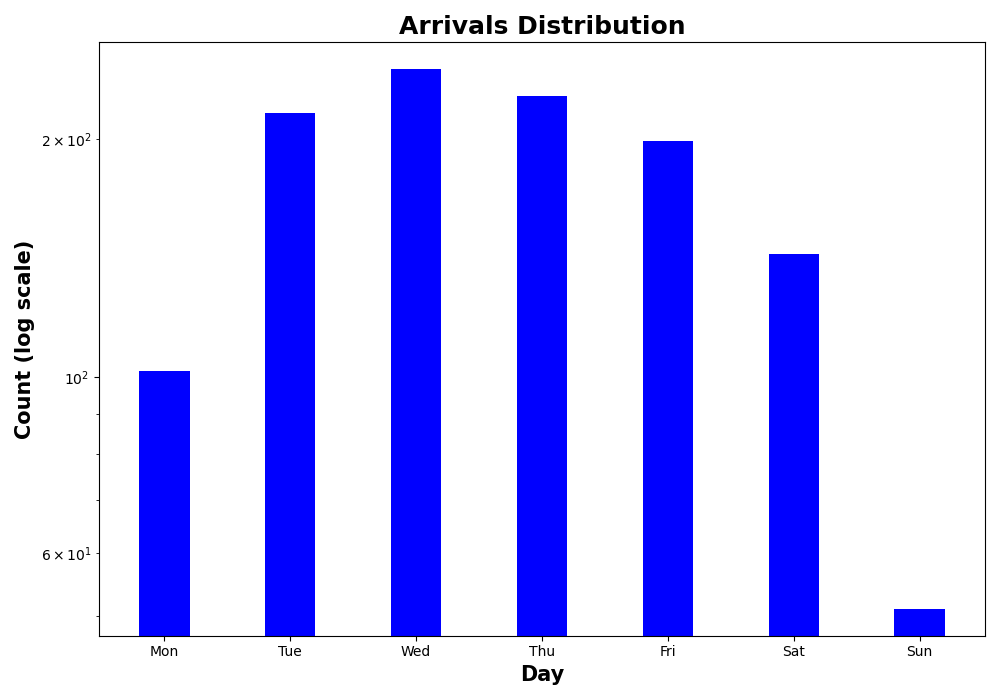 Arrivals Distribution
Count (log scale)
2 × 10²
10²
6 × 10¹
Mon Tue Wed Thu Fri Sat Sun
Day